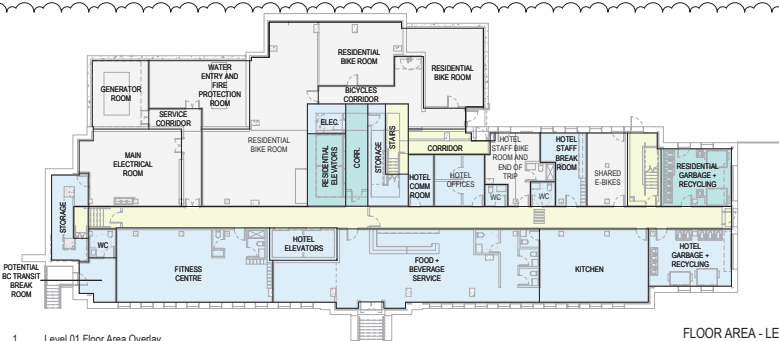 RESIDENTIAL
BIKE ROOM
WATER
ENTRY AND
FIRE
PROTECTION
ROOM
RESIDENTIAL
BIKE ROOM
GENERATOR
ROOM
BICYCLES
CORRIDOR
SERVICE
CORRIDOR
ELEC.
RESIDENTIAL
BIKE ROOM
MAIN
ELECTRICAL
ROOM
RESIDENTIAL
ELEVATORS
CORR.
STORAGE
STAIRS
CORRIDOR
HOTEL
COMM
ROOM
HOTEL
OFFICES
HOTEL
STAFF BIKE
ROOM AND
END OF
TRIP
WC
HOTEL
STAFF
BREAK
ROOM
WC
SHARED
E-BIKES
RESIDENTIAL
GARBAGE +
RECYCLING
STORAGE
WC
HOTEL
ELEVATORS
POTENTIAL
BC TRANSIT
BREAK
ROOM
FITNESS
CENTRE
FOOD +
BEVERAGE
SERVICE
KITCHEN
HOTEL
GARBAGE +
RECYCLING
1 Level 01 Floor Area Overlay
FLOOR AREA - LE